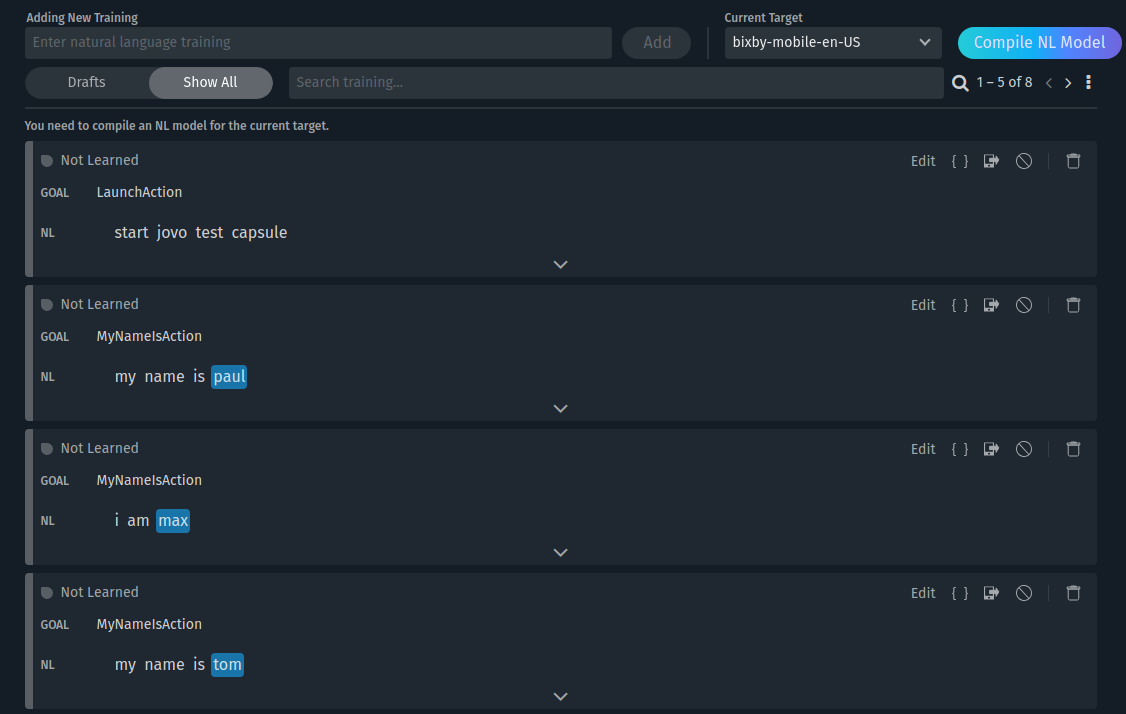 Adding New Training
Current Target
Enter natural language training
Add
bixby-mobile-en-US
Compile NL Model
Drafts
Show All
Search training...
1 – 5 of 8
You need to compile an NL model for the current target.
Not Learned
Edit { }
GOAL LaunchAction
NL start jovo test capsule
Not Learned
Edit { }
GOAL MyNameIsAction
NL my name is paul
Not Learned
Edit { }
GOAL MyNameIsAction
NL i am max
Not Learned
Edit { }
GOAL MyNameIsAction
NL my name is tom